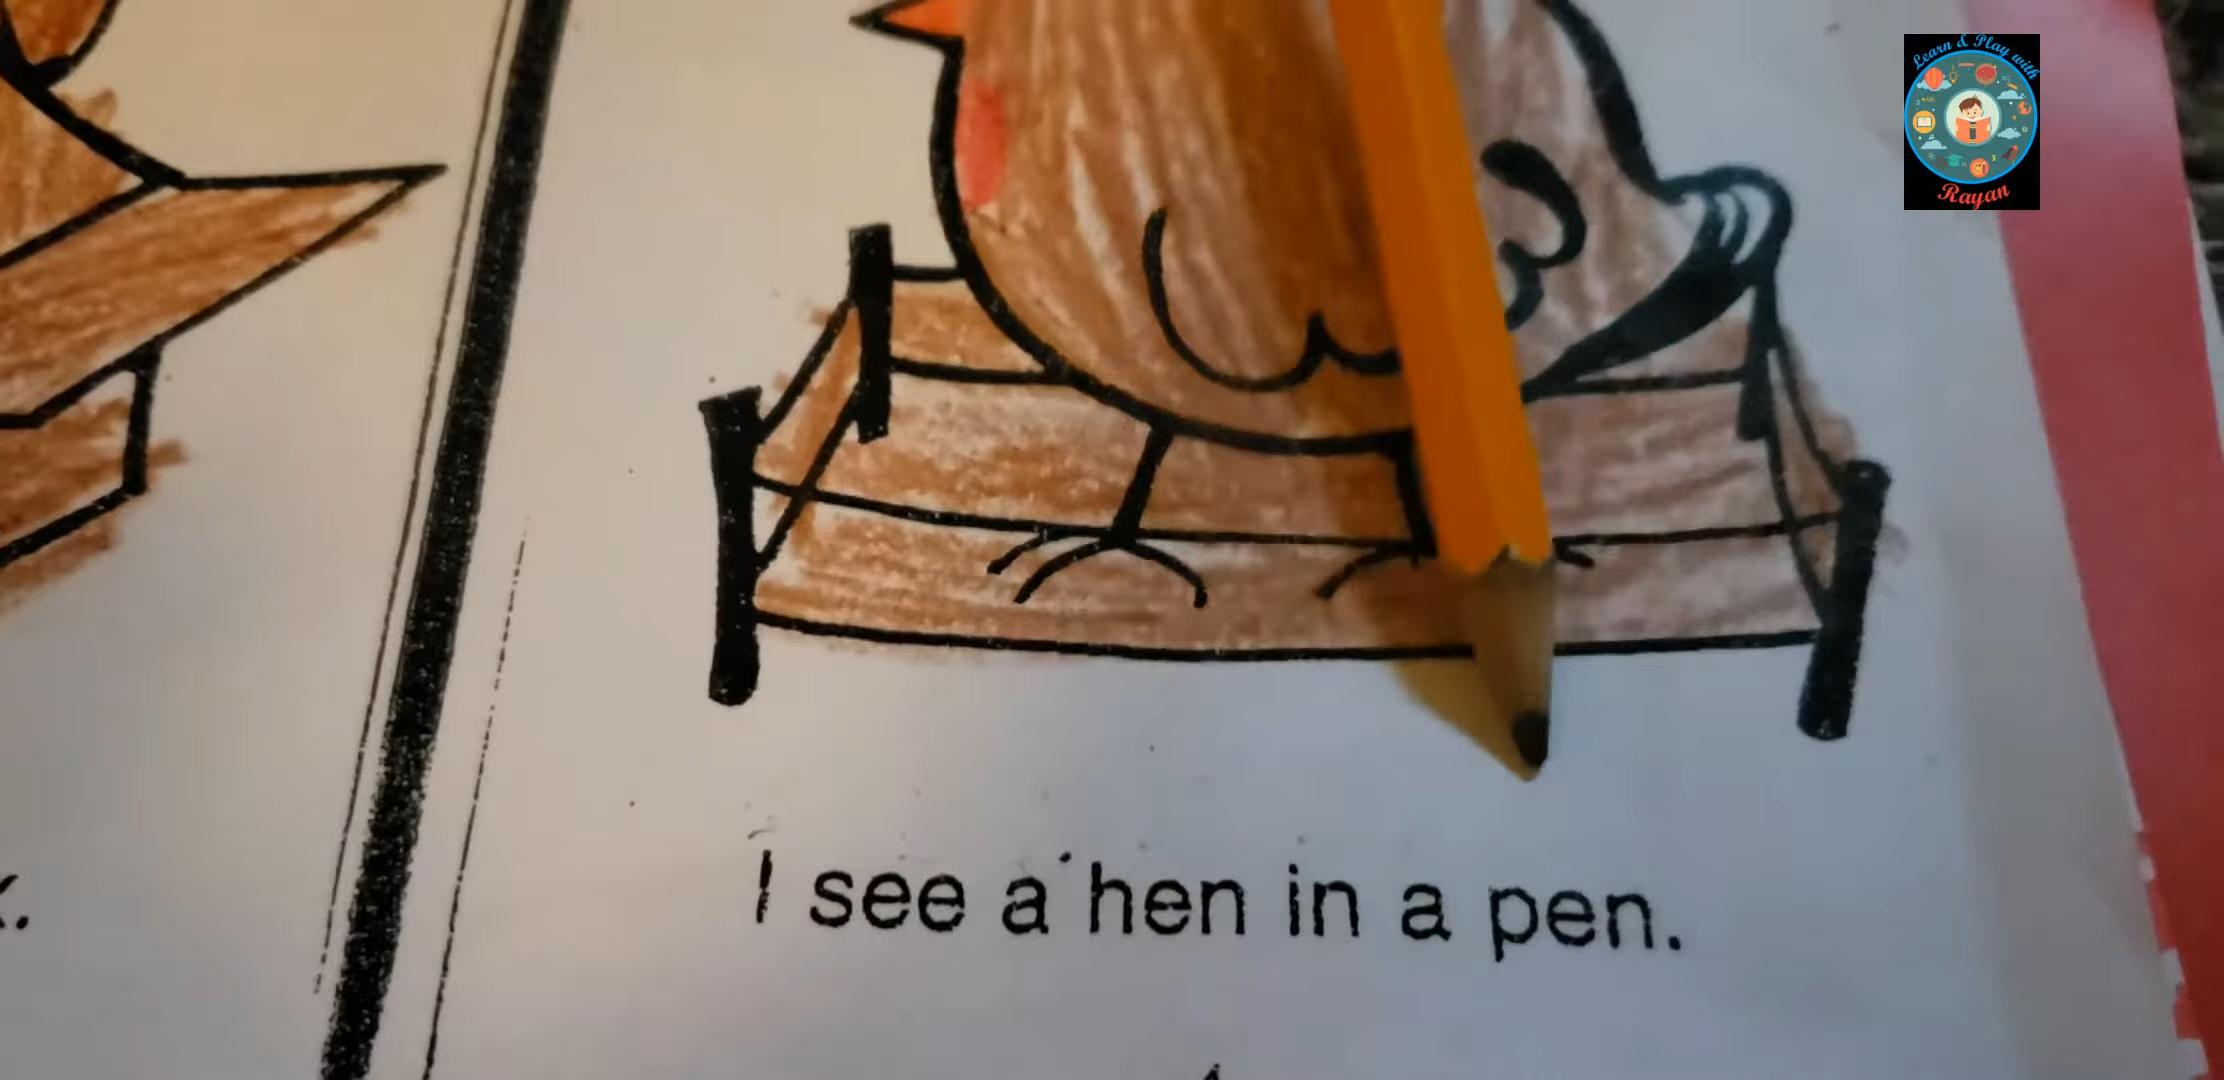 Learn & Play with
Rayan
I see a hen in a pen.